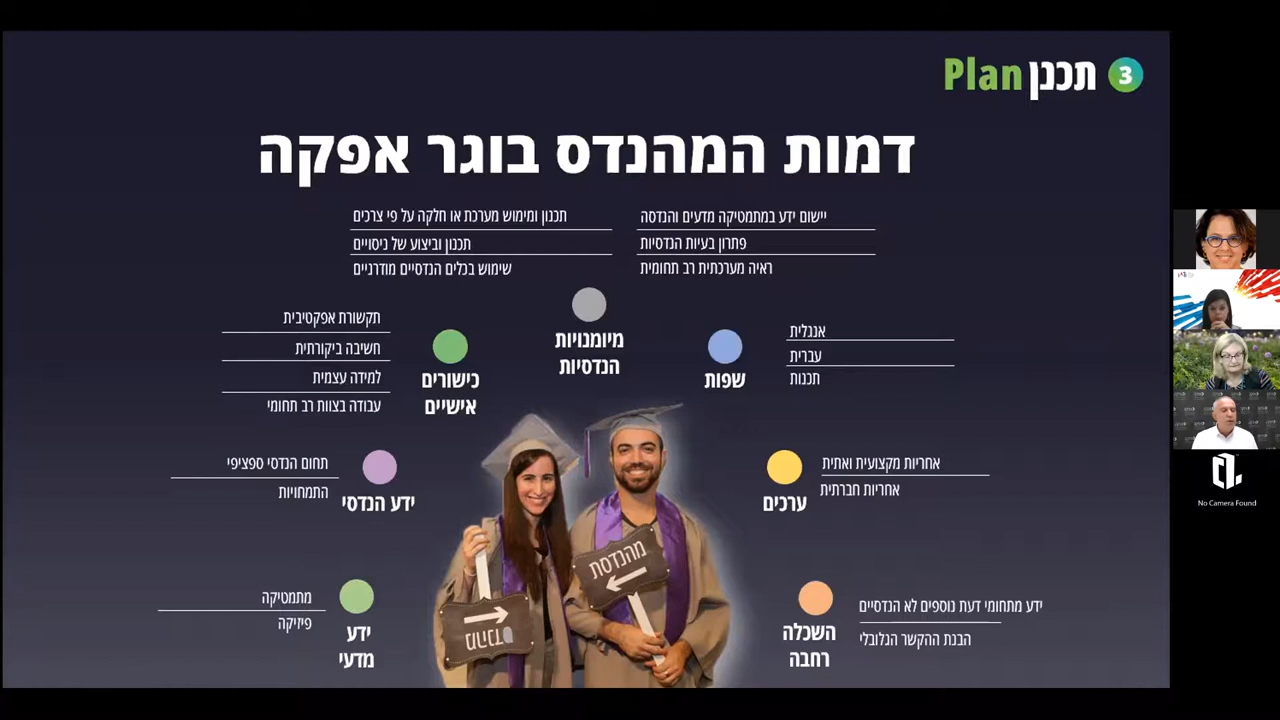 3 תכנן Plan
דמות המהנדס בוגר אפקה
יישום ידע במתמטיקה מדעים והנדסה
פתרון בעיות הנדסיות
ראיה מערכתית רב תחומית
תכנון ומימוש מערכת או חלקה על פי צרכים
תכנון וביצוע של ניסויים
שימוש בכלים הנדסיים מודרניים
מיומנויות
הנדסיות
אנגלית
עברית
תכנות
שפות
תקשורת אפקטיבית
חשיבה ביקורתית
למידה עצמית
עבודה בצוות רב תחומי
כישורים
אישיים
אחריות מקצועית ואתית
אחריות חברתית
ערכים
תחום הנדסי ספציפי
התמחויות
ידע הנדסי
ידע מתחומי דעת נוספים לא הנדסיים
הבנת ההקשר הגלובלי
השכלה
רחבה
מתמטיקה
פיזיקה
ידע
מדעי
מהנדסת
מהנדס
No Camera Found